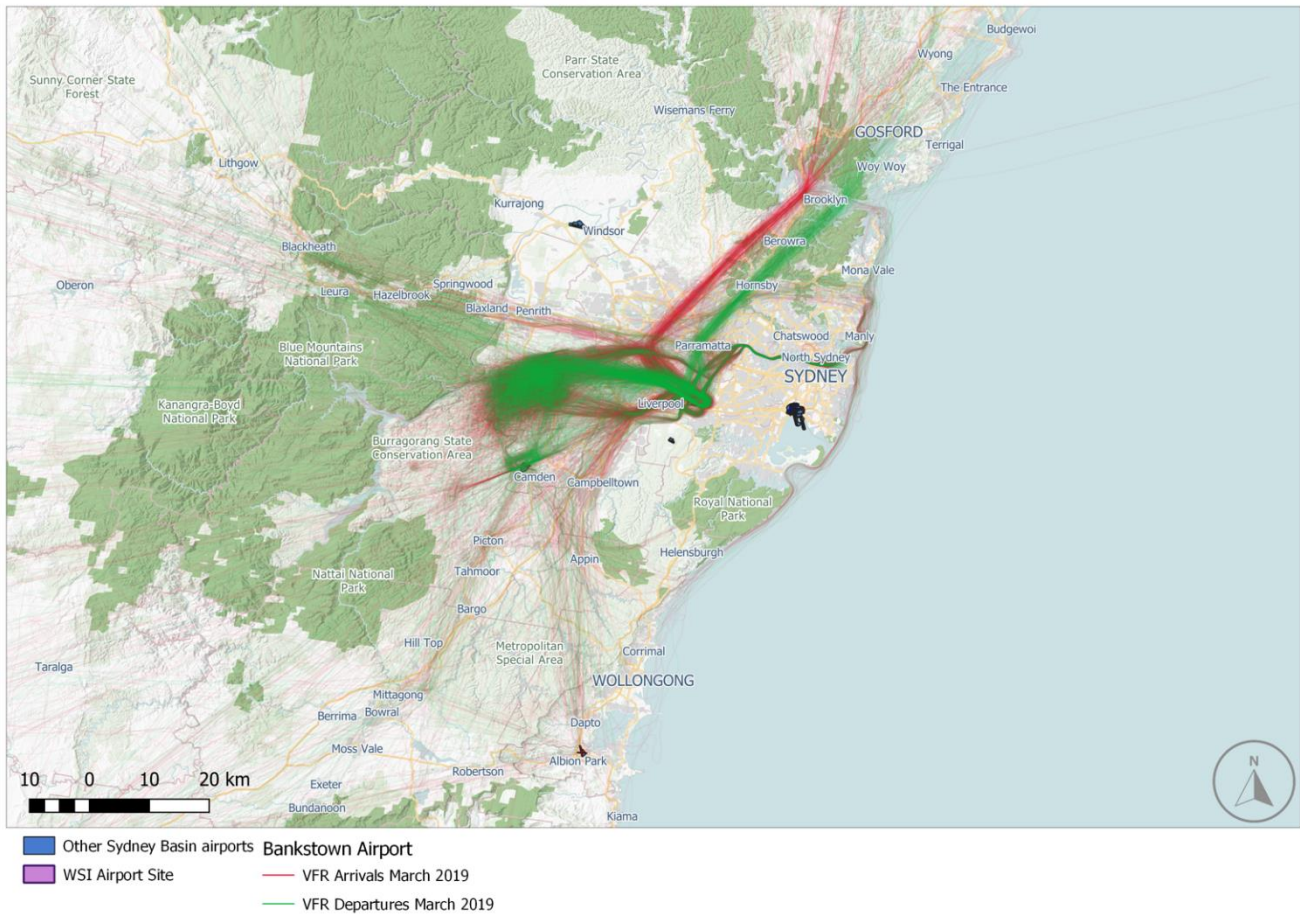 Budgewoi
Wyong
Parr State
Conservation Area
Sunny Corner State
Forest
The Entrance
Wisemans Ferry
GOSFORD
Terrigal
Lithgow
Woy Woy
Kurrajong
Brooklyn
Windsor
Berowra
Blackheath
Mona Vale
Oberon
Leura
Hazelbrook
Springwood
Hornsby
Blaxland
Penrith
Chatswood
Manly
Parramatta
Blue Mountains
National Park
North Sydney
SYDNEY
Kanangra-Boyd
National Park
Liverpool
Burragorang State
Conservation Area
Camden
Campbelltown
Royal National
Park
Picton
Helensburgh
Appin
Tahmoor
Nattai National
Park
Bargo
Hill Top
Metropolitan
Special Area
Corrimal
Taralga
WOLLONGONG
Mittagong
Berrima
Bowral
Dapto
Moss Vale
Albion Park
Robertson
10 0 10 20 km
Exeter
Bundanoon
Kiama
N
Other Sydney Basin airports
WSI Airport Site
Bankstown Airport
VFR Arrivals March 2019
VFR Departures March 2019